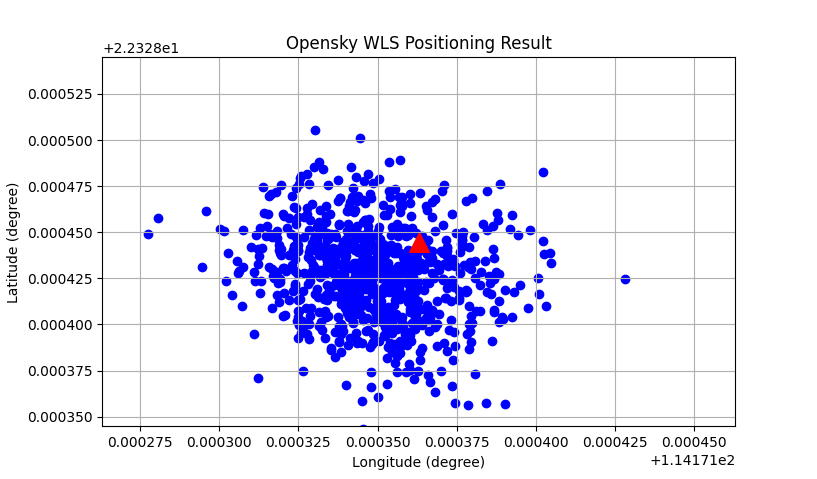 Opensky WLS Positioning Result
+2.2328e1
0.000525
0.000500
0.000475
0.000450
0.000425
0.000400
0.000375
0.000350
Latitude (degree)
0.000275 0.000300 0.000325 0.000350 0.000375 0.000400 0.000425 0.000450
Longitude (degree)
+1.14171e2